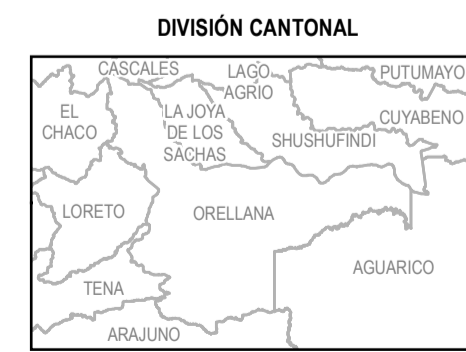 DIVISIÓN CANTONAL
CASCALES
LAGO
AGRIO
PUTUMAYO
EL
CHACO
LA JOYA
DE LOS
SACHAS
CUYABENO
SHUSHUFINDI
LORETO
ORELLANA
AGUARICO
TENA
ARAJUNO